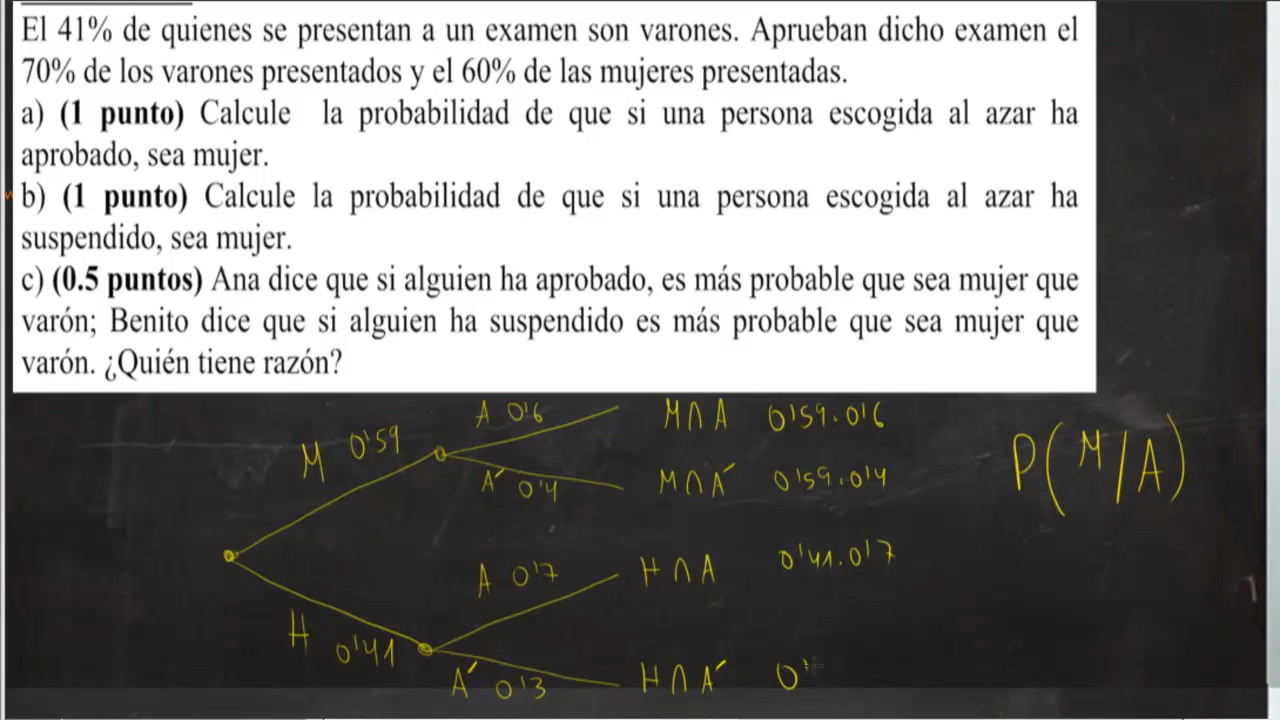 El 41% de quienes se presentan a un examen son varones. Aprueban dicho examen el
70% de los varones presentados y el 60% de las mujeres presentadas.
a) (1 punto) Calcule la probabilidad de que si una persona escogida al azar ha
aprobado, sea mujer.
b) (1 punto) Calcule la probabilidad de que si una persona escogida al azar ha
suspendido, sea mujer.
c) (0.5 puntos) Ana dice que si alguien ha aprobado, es más probable que sea mujer que
varón; Benito dice que si alguien ha suspendido es más probable que sea mujer que
varón. ¿Quién tiene razón?
A 0'6 M∩A 0'59.0'6
M 0'59 P(M/A)
A´ 0'4 M∩A´ 0'59.0'4
A 0'7 H∩A 0'41.0'7
H 0'41
A´ 0'3 H∩A´ 0'